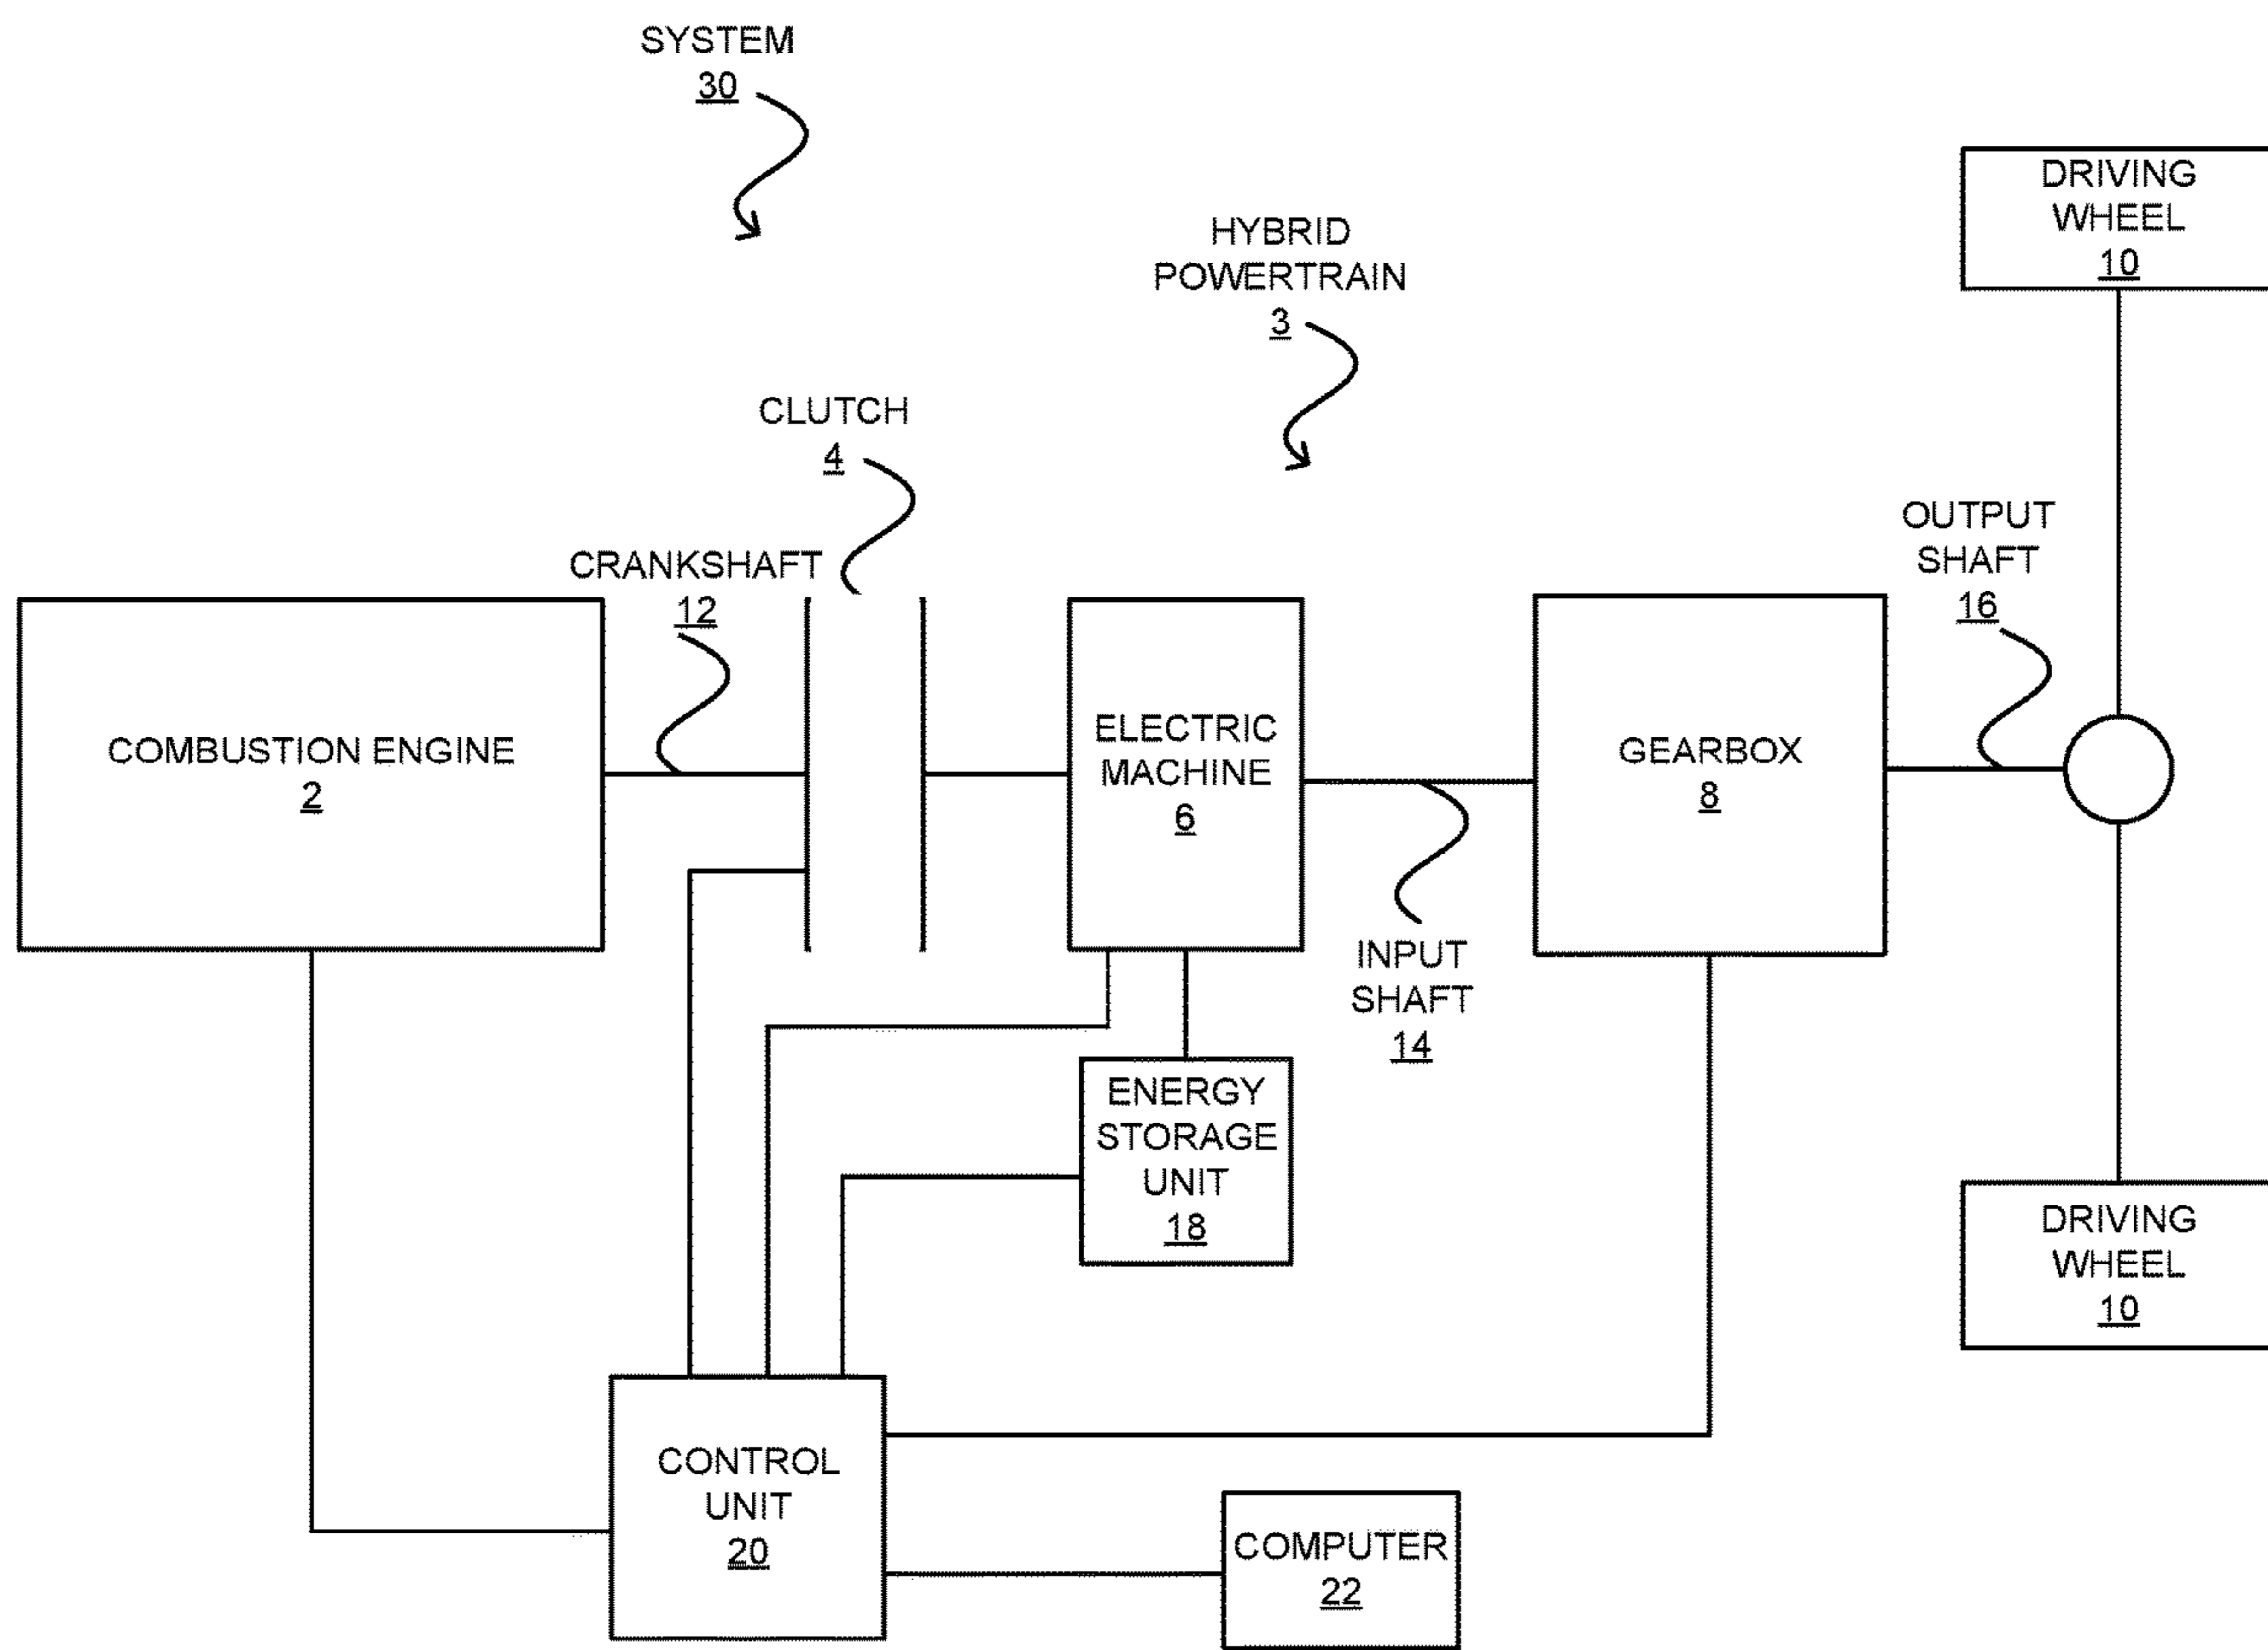 SYSTEM
30
HYBRID
POWERTRAIN
3
DRIVING
WHEEL
10
CLUTCH
4
CRANKSHAFT
12
OUTPUT
SHAFT
16
COMBUSTION ENGINE
2
ELECTRIC
MACHINE
6
GEARBOX
8
INPUT
SHAFT
14
ENERGY
STORAGE
UNIT
18
DRIVING
WHEEL
10
CONTROL
UNIT
20
COMPUTER
22